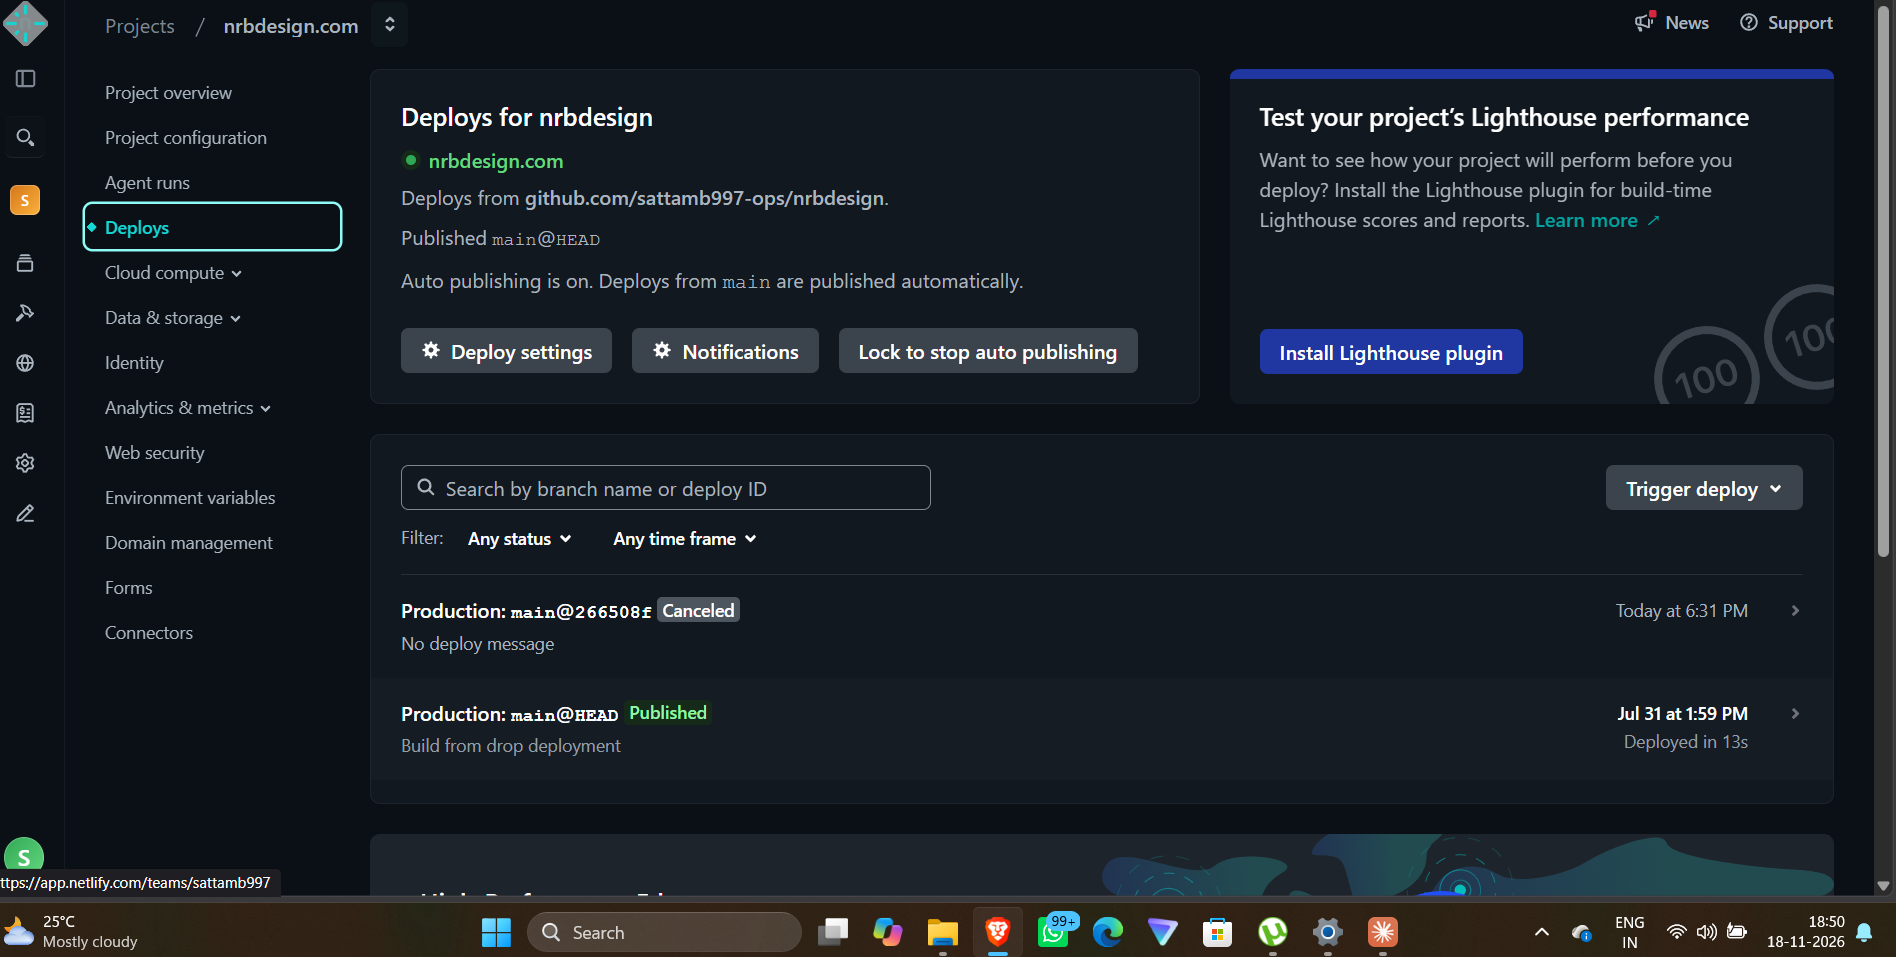 Projects / nrbdesign.com
News
Support
S
Project overview
Project configuration
Agent runs
Deploys
Cloud compute
Data & storage
Identity
Analytics & metrics
Web security
Environment variables
Domain management
Forms
Connectors
Deploys for nrbdesign
nrbdesign.com
Deploys from github.com/sattamb997-ops/nrbdesign.
Published main@HEAD
Auto publishing is on. Deploys from main are published automatically.
Deploy settings
Notifications
Lock to stop auto publishing
Test your project's Lighthouse performance
Want to see how your project will perform before you
deploy? Install the Lighthouse plugin for build-time
Lighthouse scores and reports. Learn more ↗
Install Lighthouse plugin
100
100
Search by branch name or deploy ID
Trigger deploy
Filter: Any status Any time frame
Production: main@266508f Canceled
Today at 6:31 PM
No deploy message
Production: main@HEAD Published
Jul 31 at 1:59 PM
Build from drop deployment
Deployed in 13s
S
ttps://app.netlify.com/teams/sattamb997
25°C
Mostly cloudy
Search
99+
ENG
IN
18:50
18-11-2026